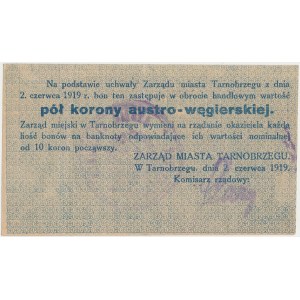 Na podstawie uchwały Zarządu miasta Tarnobrzegu z dnia
2. czerwca 1919 r. bon ten zastępuje w obrocie handlowym wartość
pół korony austro-węgierskiej.
Zarząd miejski w Tarnobrzegu wymieni na rządanie okaziciela każdą
ilość bonów na banknoty odpowiadające ich wartości nominalnej
od 10 koron począwszy.
ZARZĄD MIASTA TARNOBRZEGU.
W Tarnobrzegu, dnia 2. czerwca 1919.
Komisarz rządowy: